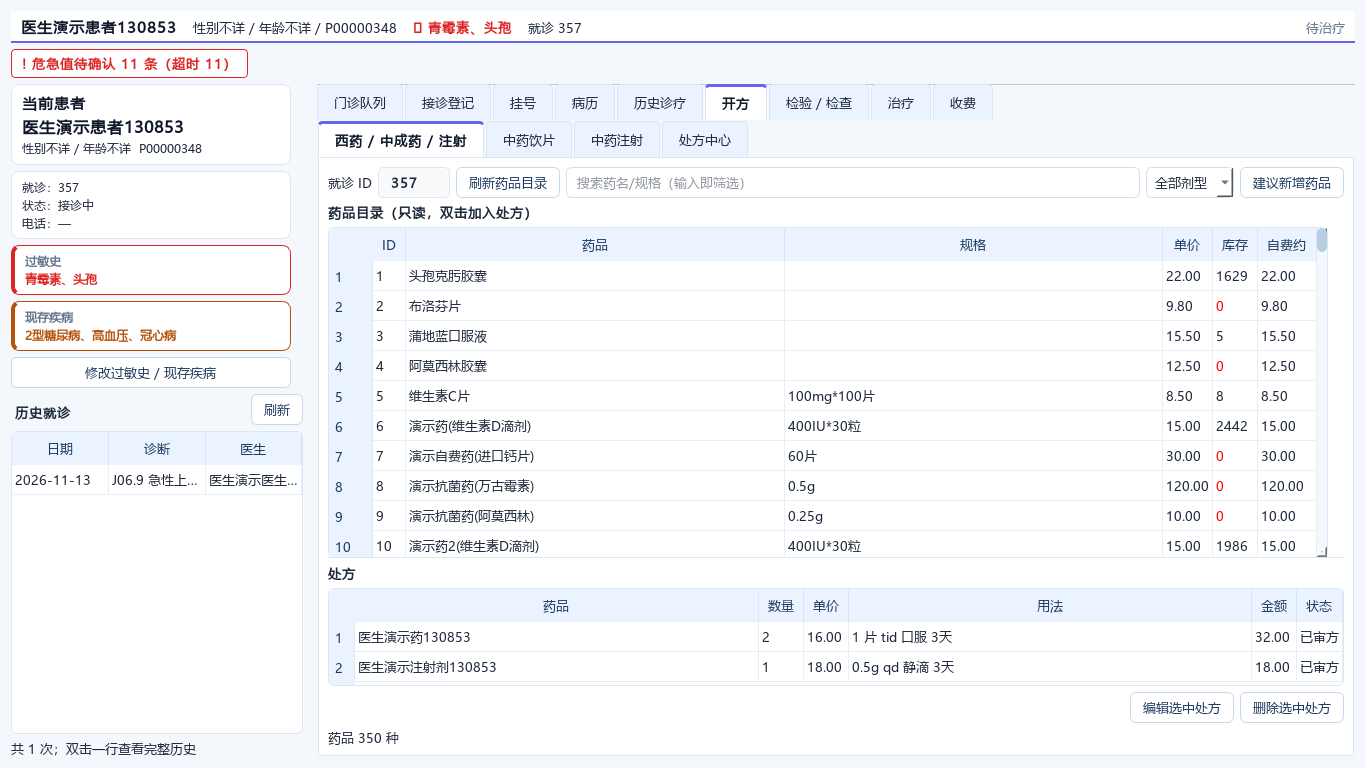 医生演示患者130853 性别不详 / 年龄不详 / P00000348 青霉素、头孢 就诊 357 待治疗
! 危急值待确认 11 条（超时 11）
当前患者
医生演示患者130853
性别不详 / 年龄不详 P00000348
就诊：357
状态：接诊中
电话：—
过敏史
青霉素、头孢
现存疾病
2型糖尿病、高血压、冠心病
修改过敏史 / 现存疾病
历史就诊 刷新
日期 诊断 医生
2026-11-13 J06.9 急性上... 医生演示医生...
共 1 次；双击一行查看完整历史
门诊队列 接诊登记 挂号 病历 历史诊疗 开方 检验 / 检查 治疗 收费
西药 / 中成药 / 注射 中药饮片 中药注射 处方中心
就诊 ID 357 刷新药品目录 搜索药名/规格（输入即筛选） 全部剂型 建议新增药品
药品目录（只读，双击加入处方）
ID 药品 规格 单价 库存 自费约
1 1 头孢克肟胶囊 22.00 1629 22.00
2 2 布洛芬片 9.80 0 9.80
3 3 蒲地蓝口服液 15.50 5 15.50
4 4 阿莫西林胶囊 12.50 0 12.50
5 5 维生素C片 100mg*100片 8.50 8 8.50
6 6 演示药(维生素D滴剂) 400IU*30粒 15.00 2442 15.00
7 7 演示自费药(进口钙片) 60片 30.00 0 30.00
8 8 演示抗菌药(万古霉素) 0.5g 120.00 0 120.00
9 9 演示抗菌药(阿莫西林) 0.25g 10.00 0 10.00
10 10 演示药2(维生素D滴剂) 400IU*30粒 15.00 1986 15.00
处方
药品 数量 单价 用法 金额 状态
1 医生演示药130853 2 16.00 1 片 tid 口服 3天 32.00 已审方
2 医生演示注射剂130853 1 18.00 0.5g qd 静滴 3天 18.00 已审方
编辑选中处方 删除选中处方
药品 350 种